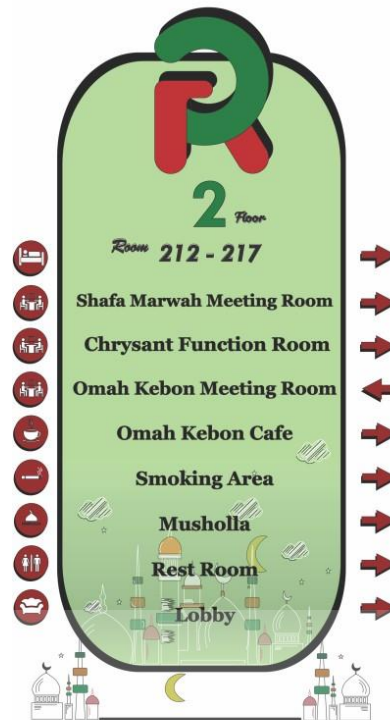 R
2 Floor
Room 212 - 217
Shafa Marwah Meeting Room
Chrysant Function Room
Omah Kebon Meeting Room
Omah Kebon Cafe
Smoking Area
Musholla
Rest Room
Lobby